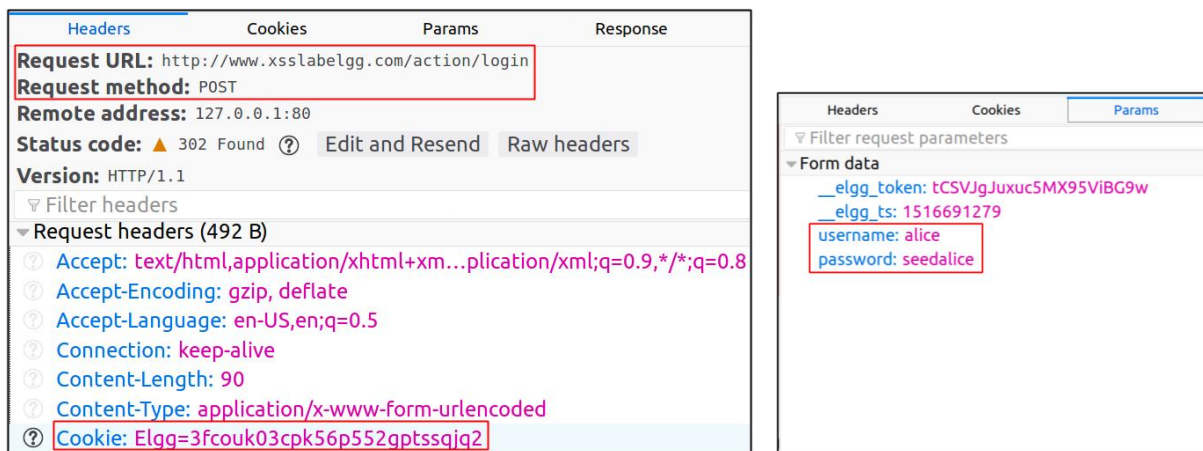 Headers Cookies Params Response
Request URL: http://www.xsslabelgg.com/action/login
Request method: POST
Remote address: 127.0.0.1:80
Status code: 302 Found ? Edit and Resend Raw headers
Version: HTTP/1.1
Filter headers
Request headers (492 B)
? Accept: text/html,application/xhtml+xm…plication/xml;q=0.9,*/*;q=0.8
? Accept-Encoding: gzip, deflate
? Accept-Language: en-US,en;q=0.5
? Connection: keep-alive
? Content-Length: 90
? Content-Type: application/x-www-form-urlencoded
? Cookie: Elgg=3fcouk03cpk56p552gptssqjq2
Headers Cookies Params
Filter request parameters
Form data
__elgg_token: tCSVJgJuxuc5MX95ViBG9w
__elgg_ts: 1516691279
username: alice
password: seedalice